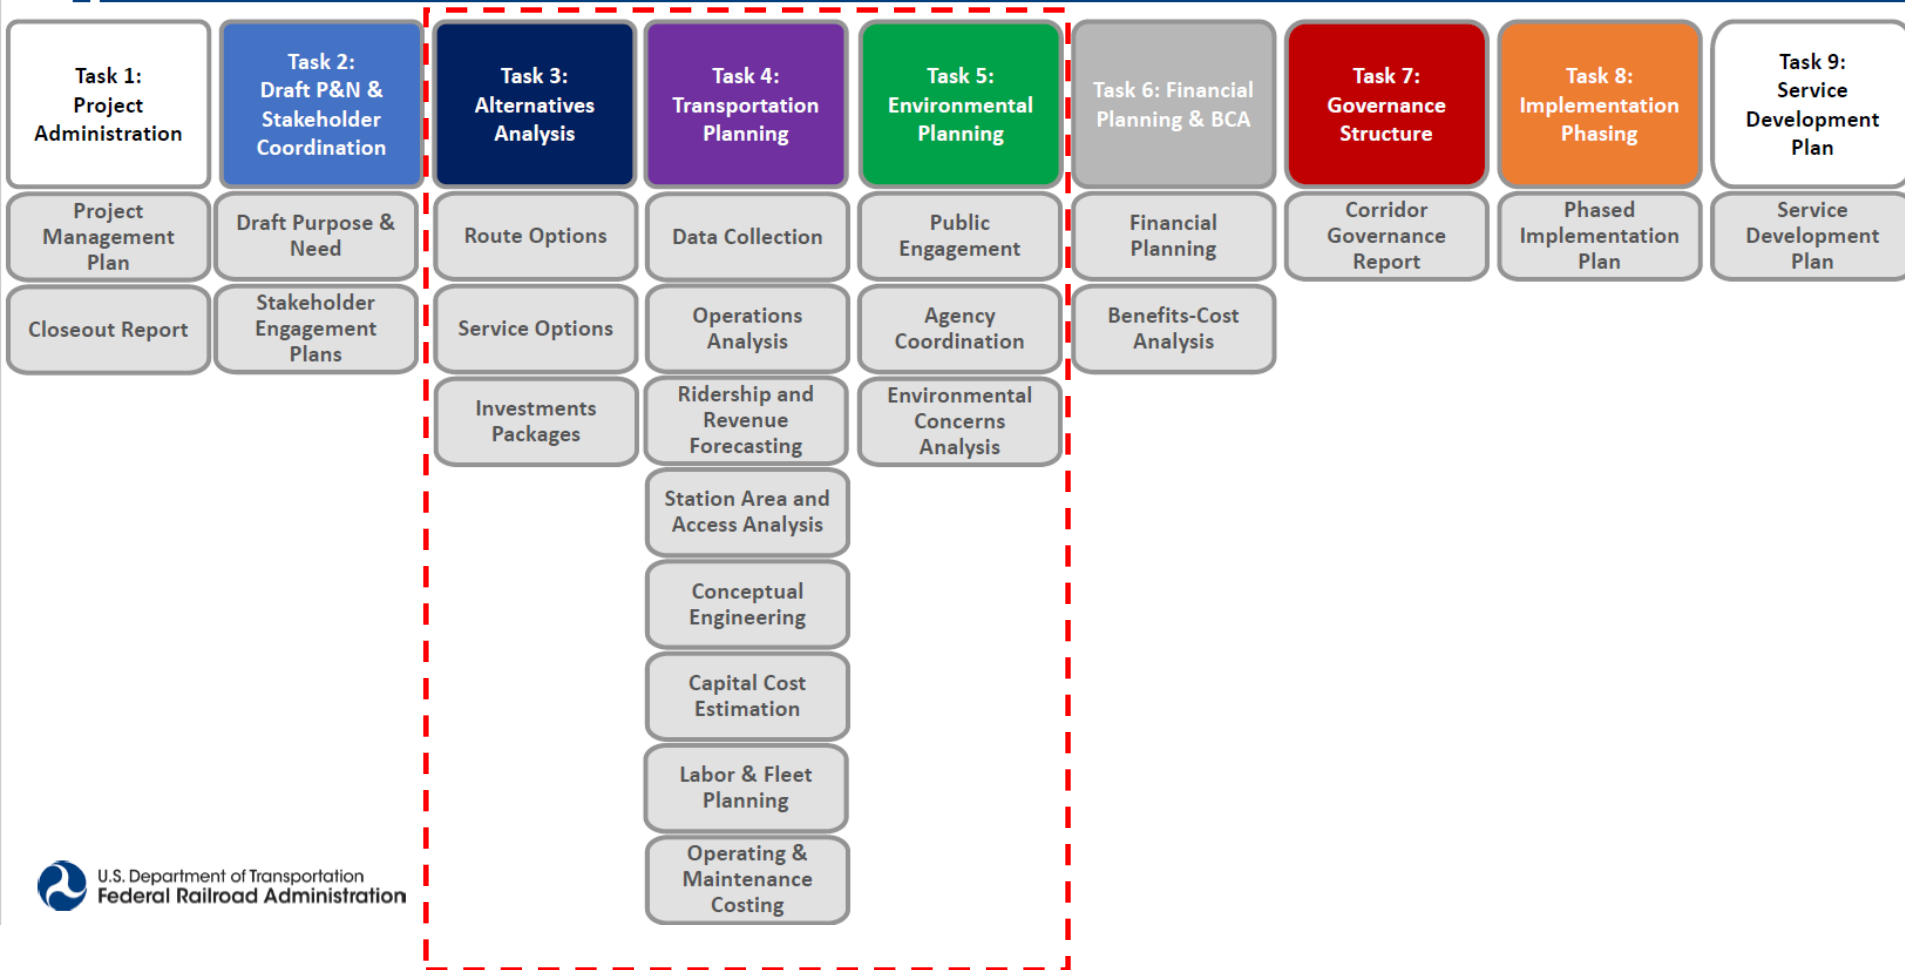 Task 1:
Project
Administration
Task 2:
Draft P&N &
Stakeholder
Coordination
Task 3:
Alternatives
Analysis
Task 4:
Transportation
Planning
Task 5:
Environmental
Planning
Task 6: Financial
Planning & BCA
Task 7:
Governance
Structure
Task 8:
Implementation
Phasing
Task 9:
Service
Development
Plan
Project
Management
Plan
Closeout Report
Draft Purpose &
Need
Stakeholder
Engagement
Plans
Route Options
Service Options
Investments
Packages
Data Collection
Operations
Analysis
Ridership and
Revenue
Forecasting
Station Area and
Access Analysis
Conceptual
Engineering
Capital Cost
Estimation
Labor & Fleet
Planning
Operating &
Maintenance
Costing
Public
Engagement
Agency
Coordination
Environmental
Concerns
Analysis
Financial
Planning
Benefits-Cost
Analysis
Corridor
Governance
Report
Phased
Implementation
Plan
Service
Development
Plan
U.S. Department of Transportation
Federal Railroad Administration